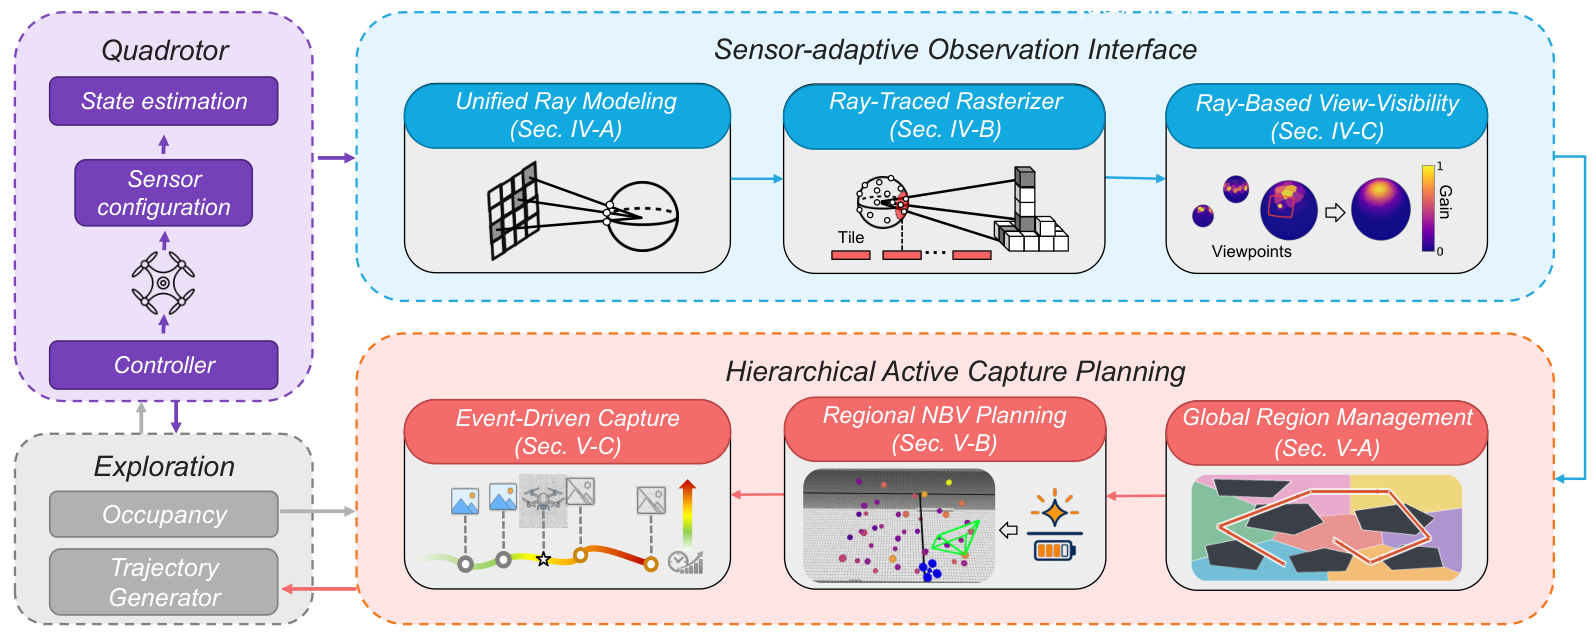 Quadrotor
State estimation
Sensor
configuration
Controller
Exploration
Occupancy
Trajectory
Generator
Sensor-adaptive Observation Interface
Unified Ray Modeling
(Sec. IV-A)
Ray-Traced Rasterizer
(Sec. IV-B)
Tile
...
Ray-Based View-Visibility
(Sec. IV-C)
Viewpoints
1
Gain
0
Hierarchical Active Capture Planning
Event-Driven Capture
(Sec. V-C)
Regional NBV Planning
(Sec. V-B)
Global Region Management
(Sec. V-A)